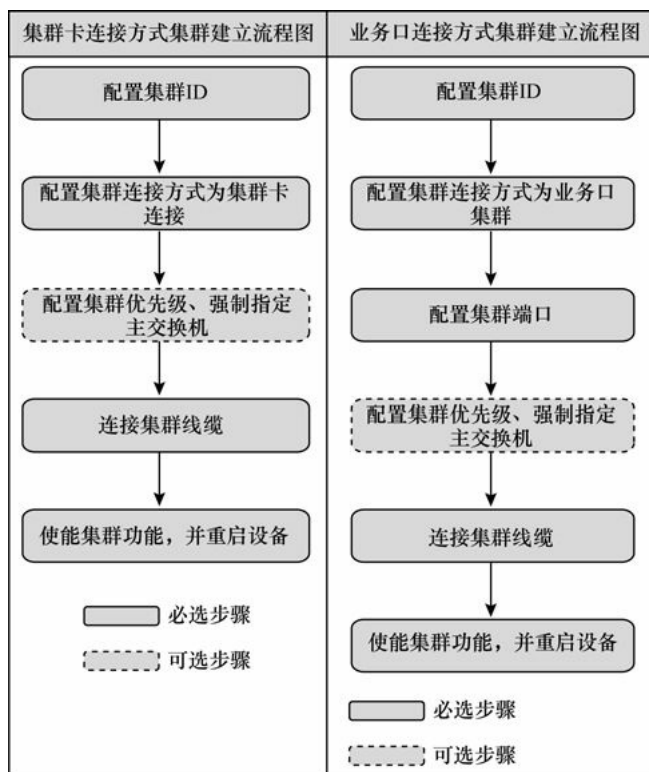 集群卡连接方式集群建立流程图
配置集群ID
配置集群连接方式为集群卡
连接
配置集群优先级、强制指定
主交换机
连接集群线缆
使能集群功能，并重启设备
必选步骤
可选步骤
业务口连接方式集群建立流程图
配置集群ID
配置集群连接方式为业务口
集群
配置集群端口
配置集群优先级、强制指定
主交换机
连接集群线缆
使能集群功能，并重启设备
必选步骤
可选步骤